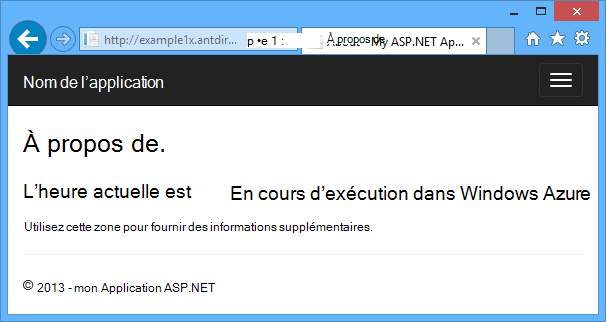 http://example1x.antdir... p •e 1 : À propos de - My ASP.NET Ap...
Nom de l'application
À propos de.
L'heure actuelle est En cours d'exécution dans Windows Azure
Utilisez cette zone pour fournir des informations supplémentaires.
© 2013 - mon Application ASP.NET